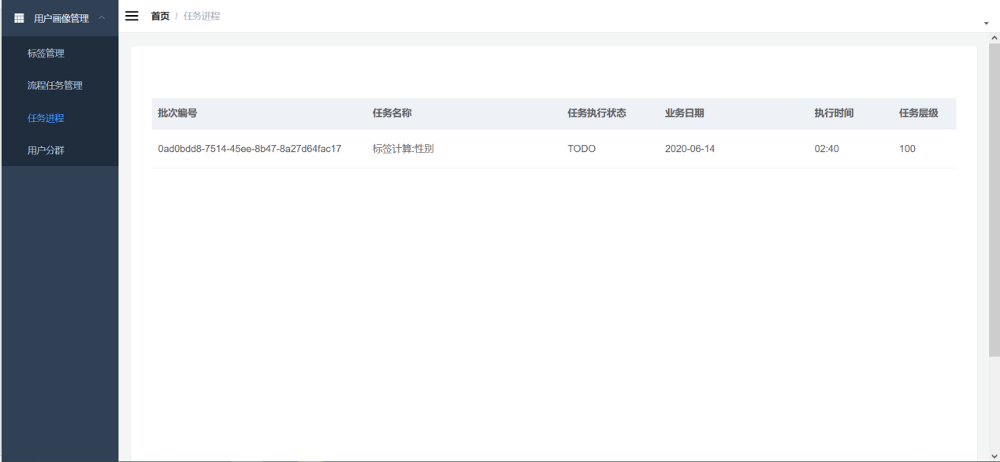 用户画像管理
首页 / 任务进程
标签管理
流程任务管理
任务进程
用户分群
批次编号 任务名称 任务执行状态 业务日期 执行时间 任务层级
0ad0bdd8-7514-45ee-8b47-8a27d64fac17 标签计算:性别 TODO 2020-06-14 02:40 100